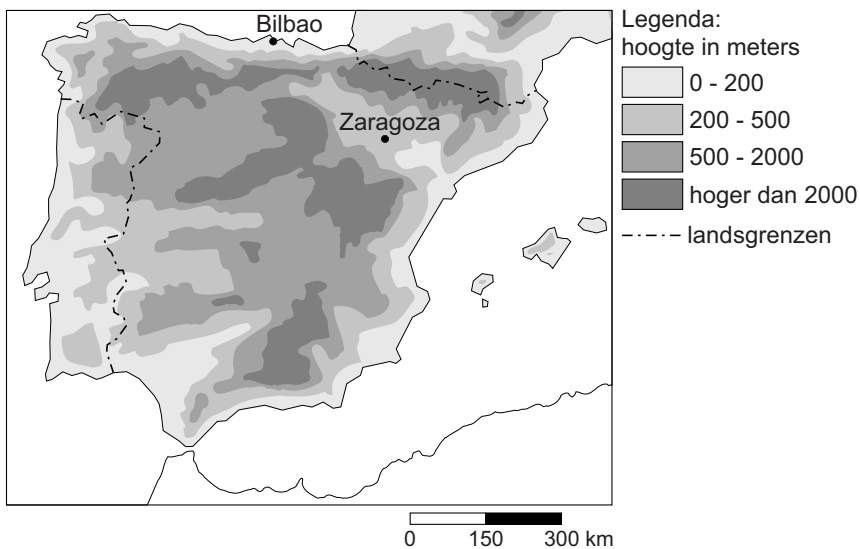 Bilbao
Zaragoza
Legenda:
hoogte in meters
0 - 200
200 - 500
500 - 2000
hoger dan 2000
landsgrenzen
0 150 300 km